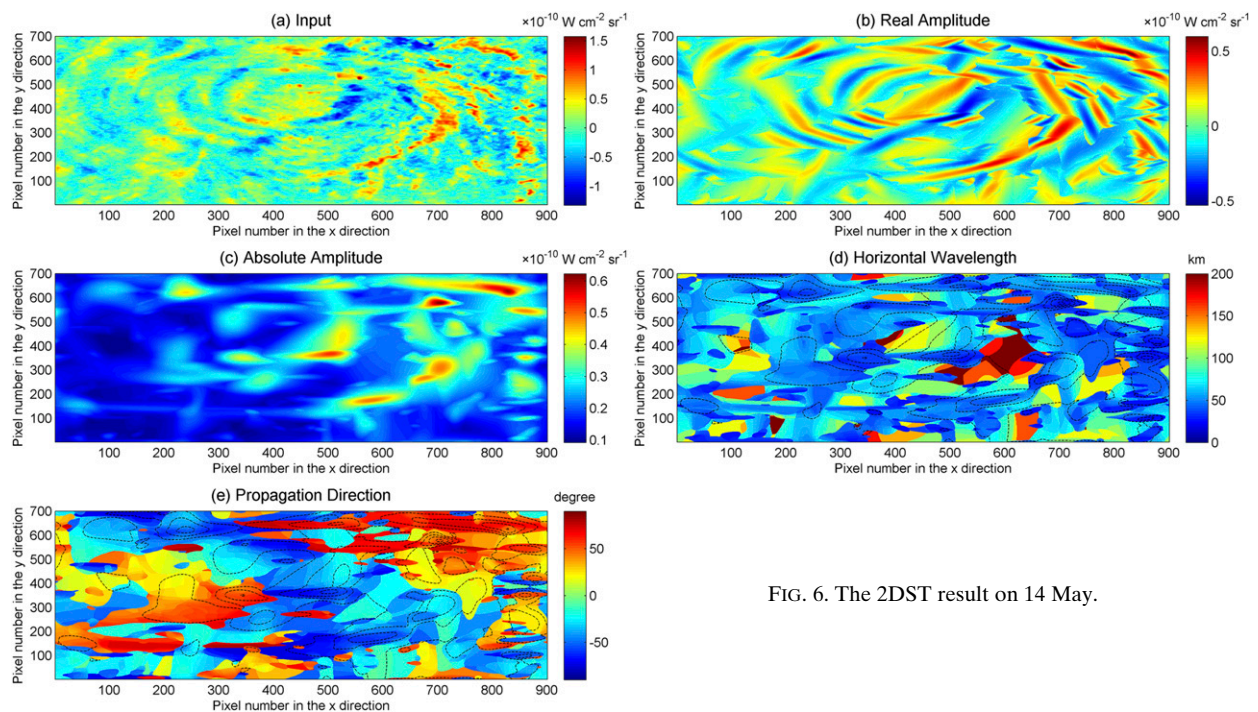 (a) Input
×10⁻¹⁰ W cm⁻² sr⁻¹
Pixel number in the y direction
700
600
500
400
300
200
100
100 200 300 400 500 600 700 800 900
Pixel number in the x direction
1.5
1
0.5
0
-0.5
-1
(b) Real Amplitude
×10⁻¹⁰ W cm⁻² sr⁻¹
Pixel number in the y direction
700
600
500
400
300
200
100
100 200 300 400 500 600 700 800 900
Pixel number in the x direction
0.5
0
-0.5
(c) Absolute Amplitude
×10⁻¹⁰ W cm⁻² sr⁻¹
Pixel number in the y direction
700
600
500
400
300
200
100
100 200 300 400 500 600 700 800 900
Pixel number in the x direction
0.6
0.5
0.4
0.3
0.2
0.1
(d) Horizontal Wavelength
km
Pixel number in the y direction
700
600
500
400
300
200
100
100 200 300 400 500 600 700 800 900
Pixel number in the x direction
200
150
100
50
0
(e) Propagation Direction
degree
Pixel number in the y direction
700
600
500
400
300
200
100
100 200 300 400 500 600 700 800 900
Pixel number in the x direction
50
0
-50
FIG. 6. The 2DST result on 14 May.